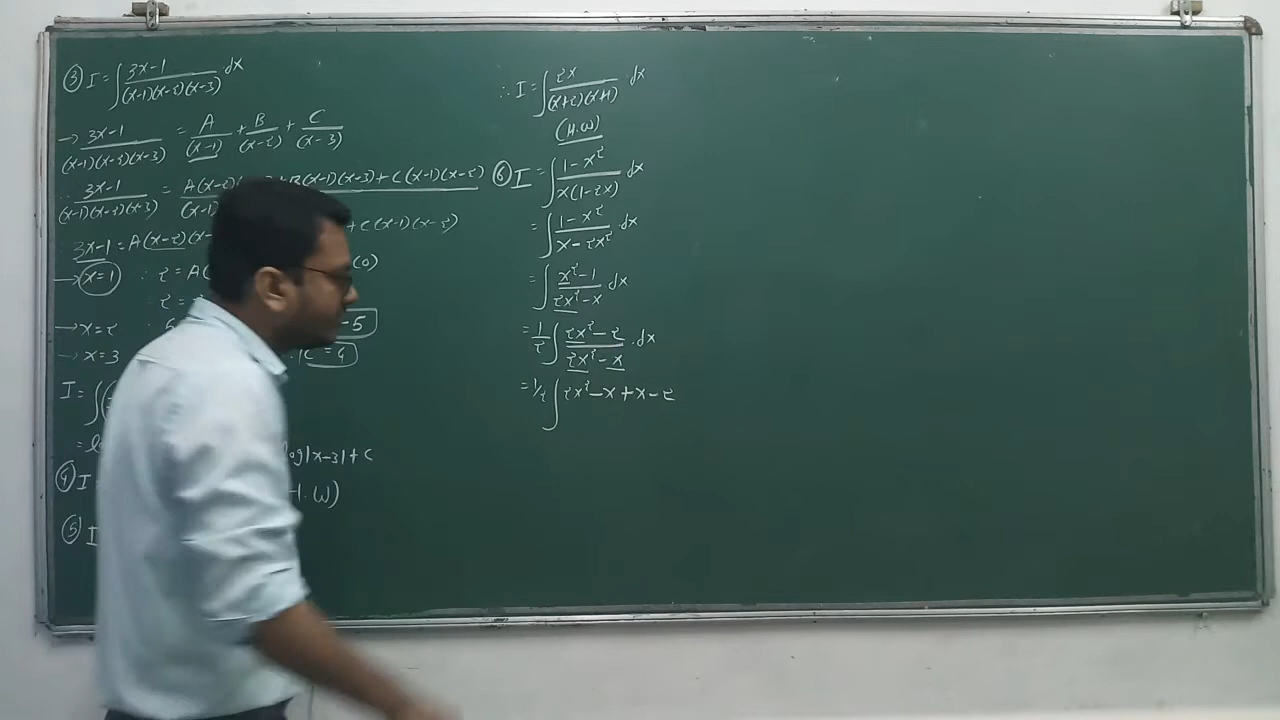 ③ I = ∫ 3x-1 / (x-1)(x-2)(x-3) dx
→ 3x-1 / (x-1)(x-2)(x-3) = A / (x-1) + B / (x-2) + C / (x-3)
∴ 3x-1 / (x-1)(x-2)(x-3) = A(x-2) + B(x-1)(x-3) + C(x-1)(x-2) / (x-1)
3x-1 = A(x-2)(x- + C(x-1)(x-2)
→ x=1 ∴ 2 = A( (0)
2 =
→ x=2 -5
→ x=3 C = 4
I = ∫
= log|x-3| + C
④ I = H.W)
⑤ I
∴ I = ∫ 2x / (x+2)(x+1) dx
(H.W)
⑥ I = ∫ 1-x² / x(1-2x) dx
= ∫ 1-x² / x-2x² dx
= ∫ x²-1 / 2x²-x dx
= 1/2 ∫ 2x²-2 / 2x²-x .dx
= 1/2 ∫ 2x²-x+x-2